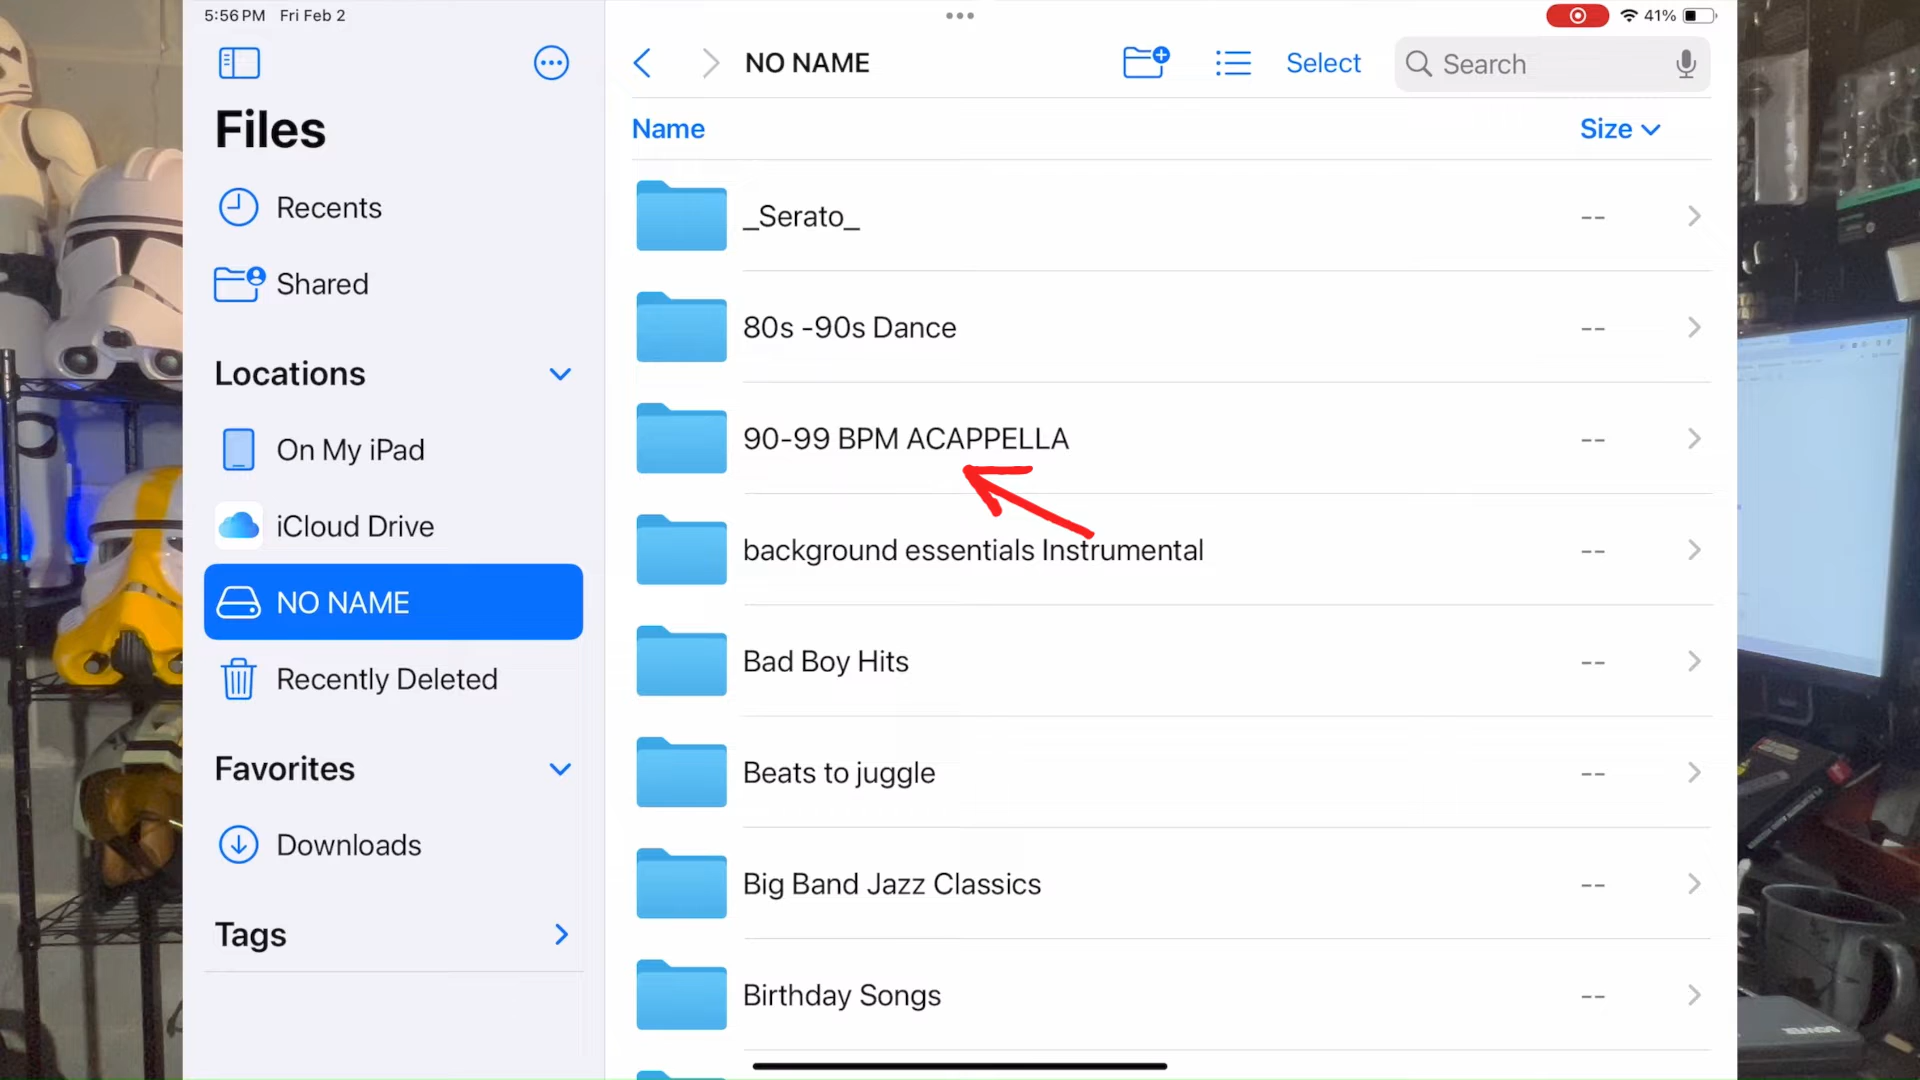 5:56 PM Fri Feb 2
41%
Files
Recents
Shared
Locations
On My iPad
iCloud Drive
NO NAME
Recently Deleted
Favorites
Downloads
Tags
NO NAME
Select
Search
Name
Size
_Serato_
--
80s -90s Dance
--
90-99 BPM ACAPPELLA
--
background essentials Instrumental
--
Bad Boy Hits
--
Beats to juggle
--
Big Band Jazz Classics
--
Birthday Songs
--